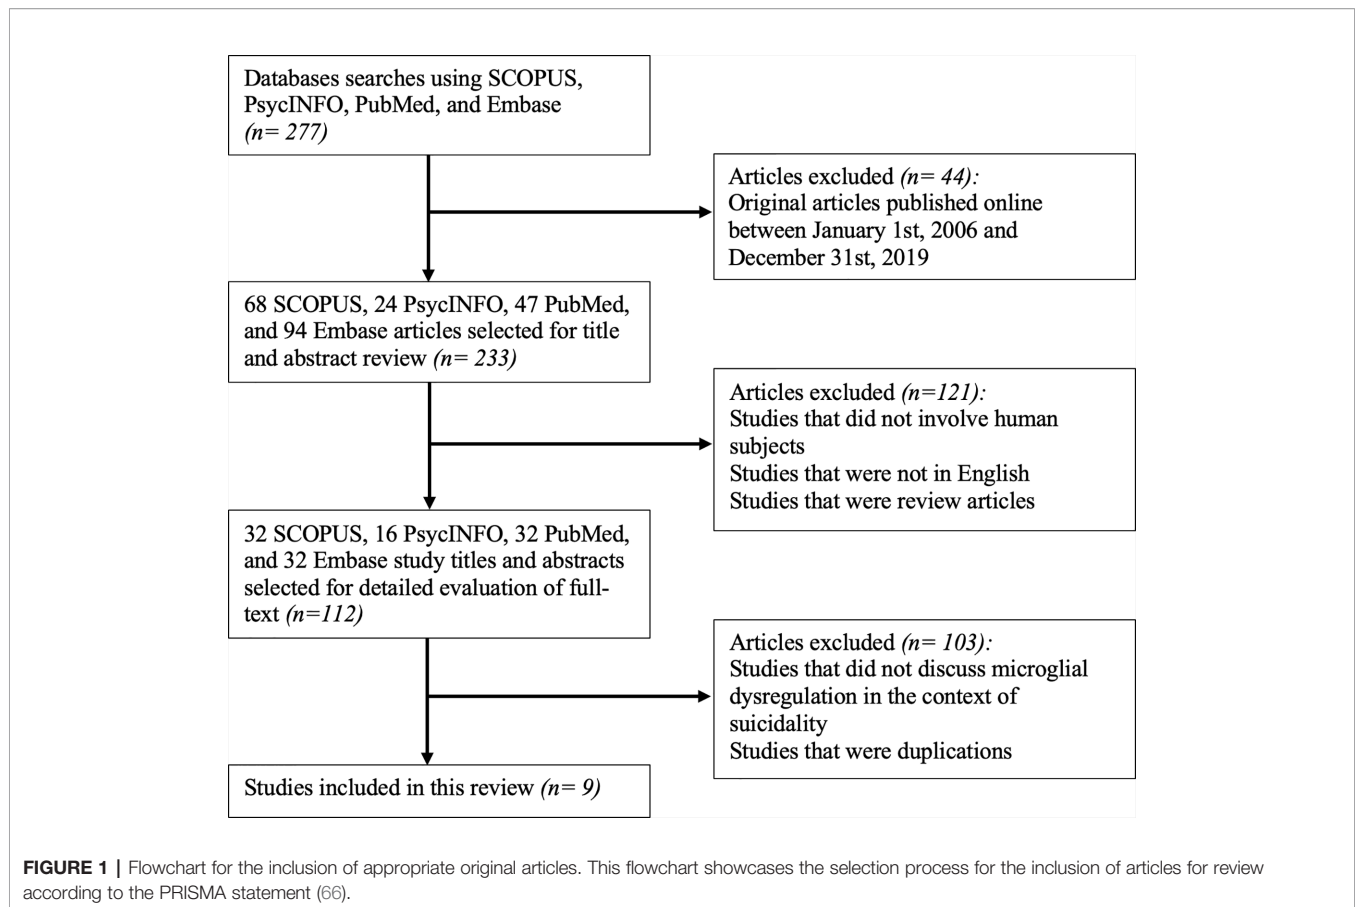 Databases searches using SCOPUS,
PsycINFO, PubMed, and Embase
(n= 277)
Articles excluded (n= 44):
Original articles published online
between January 1st, 2006 and
December 31st, 2019
68 SCOPUS, 24 PsycINFO, 47 PubMed,
and 94 Embase articles selected for title
and abstract review (n= 233)
Articles excluded (n=121):
Studies that did not involve human
subjects
Studies that were not in English
Studies that were review articles
32 SCOPUS, 16 PsycINFO, 32 PubMed,
and 32 Embase study titles and abstracts
selected for detailed evaluation of full-
text (n=112)
Articles excluded (n= 103):
Studies that did not discuss microglial
dysregulation in the context of
suicidality
Studies that were duplications
Studies included in this review (n= 9)
FIGURE 1 | Flowchart for the inclusion of appropriate original articles. This flowchart showcases the selection process for the inclusion of articles for review
according to the PRISMA statement (66).